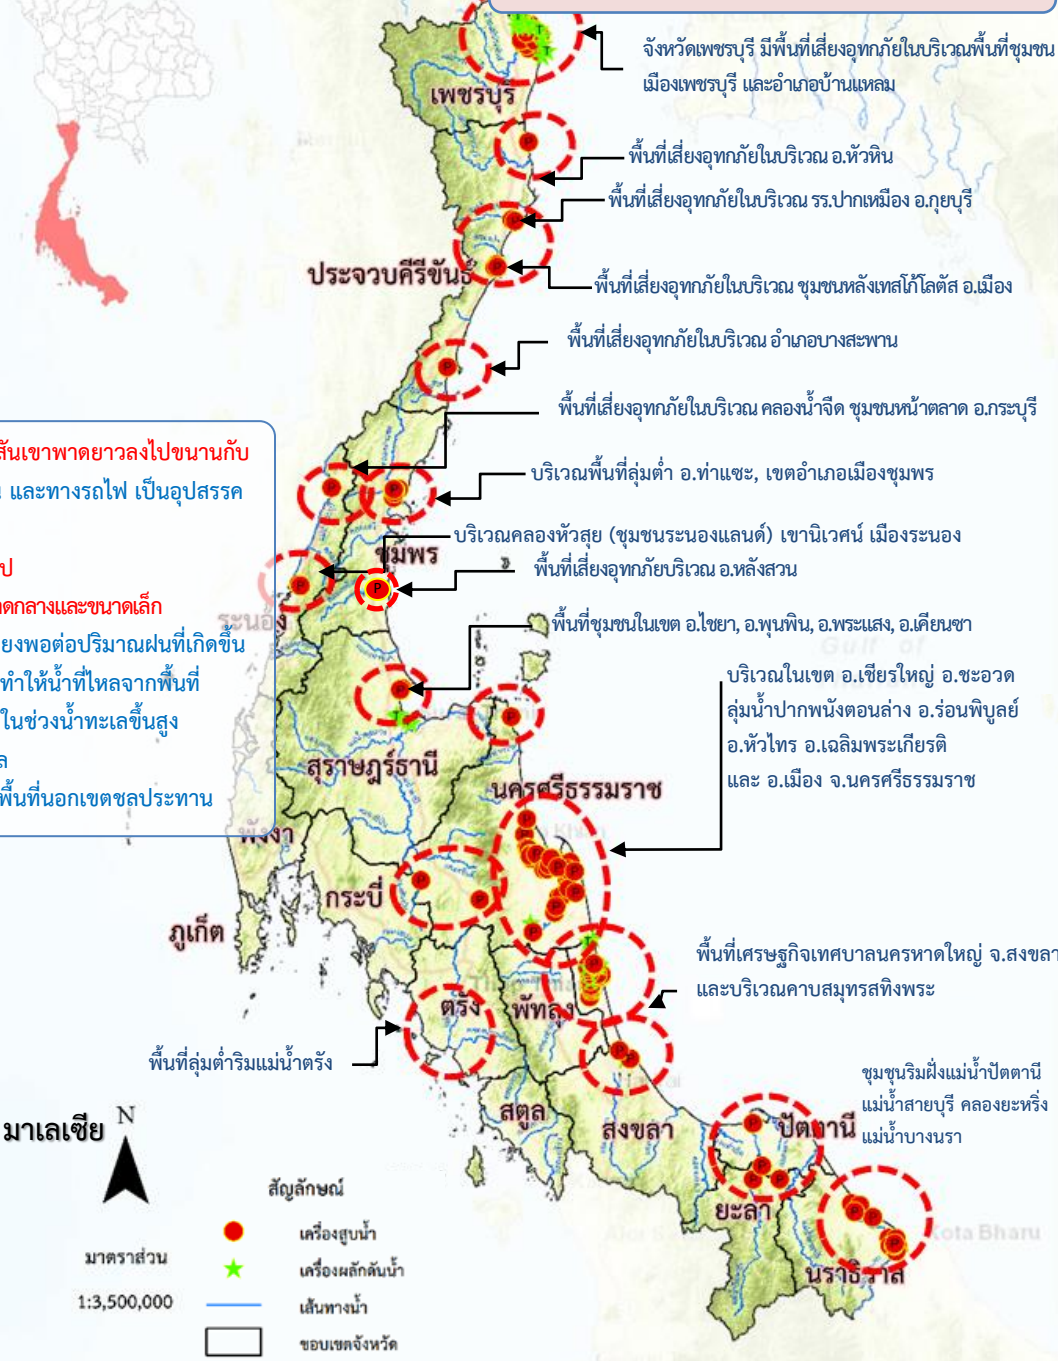 จังหวัดเพชรบุรี มีพื้นที่เสี่ยงอุทกภัยในบริเวณพื้นที่ชุมชน
เมืองเพชรบุรี และอำเภอบ้านแหลม
เพชรบุรี
พื้นที่เสี่ยงอุทกภัยในบริเวณ อ.หัวหิน
พื้นที่เสี่ยงอุทกภัยในบริเวณ รร.ปากเหมือง อ.กุยบุรี
ประจวบคีรีขันธ์
พื้นที่เสี่ยงอุทกภัยในบริเวณ ชุมชนหลังเทสโก้โลตัส อ.เมือง
พื้นที่เสี่ยงอุทกภัยในบริเวณ อำเภอบางสะพาน
พื้นที่เสี่ยงอุทกภัยในบริเวณ คลองน้ำจืด ชุมชนหน้าตลาด อ.กระบุรี
สันเขาพาดยาวลงไปขนานกับ
และทางรถไฟ เป็นอุปสรรค
ป
ดกลางและขนาดเล็ก
ยงพอต่อปริมาณฝนที่เกิดขึ้น
ทำให้น้ำที่ไหลจากพื้นที่
ในช่วงน้ำทะเลขึ้นสูง
ล
พื้นที่นอกเขตชลประทาน
บริเวณพื้นที่ลุ่มต่ำ อ.ท่าแซะ, เขตอำเภอเมืองชุมพร
บริเวณคลองหัวสุย (ชุมชนระนองแลนด์) เขานิเวศน์ เมืองระนอง
ชุมพร
พื้นที่เสี่ยงอุทกภัยบริเวณ อ.หลังสวน
ระนอง
พื้นที่ชุมชนในเขต อ.ไชยา, อ.พุนพิน, อ.พระแสง, อ.เคียนซา
Gulf of
บริเวณในเขต อ.เชียรใหญ่ อ.ชะอวด
ลุ่มน้ำปากพนังตอนล่าง อ.ร่อนพิบูลย์
อ.หัวไทร อ.เฉลิมพระเกียรติ
และ อ.เมือง จ.นครศรีธรรมราช
สุราษฎร์ธานี
นครศรีธรรมราช
พังงา
กระบี่
ภูเก็ต
พื้นที่เศรษฐกิจเทศบาลนครหาดใหญ่ จ.สงขลา
และบริเวณคาบสมุทรสทิงพระ
ตรัง
พัทลุง
พื้นที่ลุ่มต่ำริมแม่น้ำตรัง
ชุมชุนริมฝั่งแม่น้ำปัตตานี
แม่น้ำสายบุรี คลองยะหริ่ง
แม่น้ำบางนรา
สตูล
สงขลา
ปัตตานี
มาเลเซีย
N
ยะลา
Kota Bharu
นราธิวาส
สัญลักษณ์
เครื่องสูบน้ำ
เครื่องผลักดันน้ำ
เส้นทางน้ำ
ขอบเขตจังหวัด
มาตราส่วน
1:3,500,000